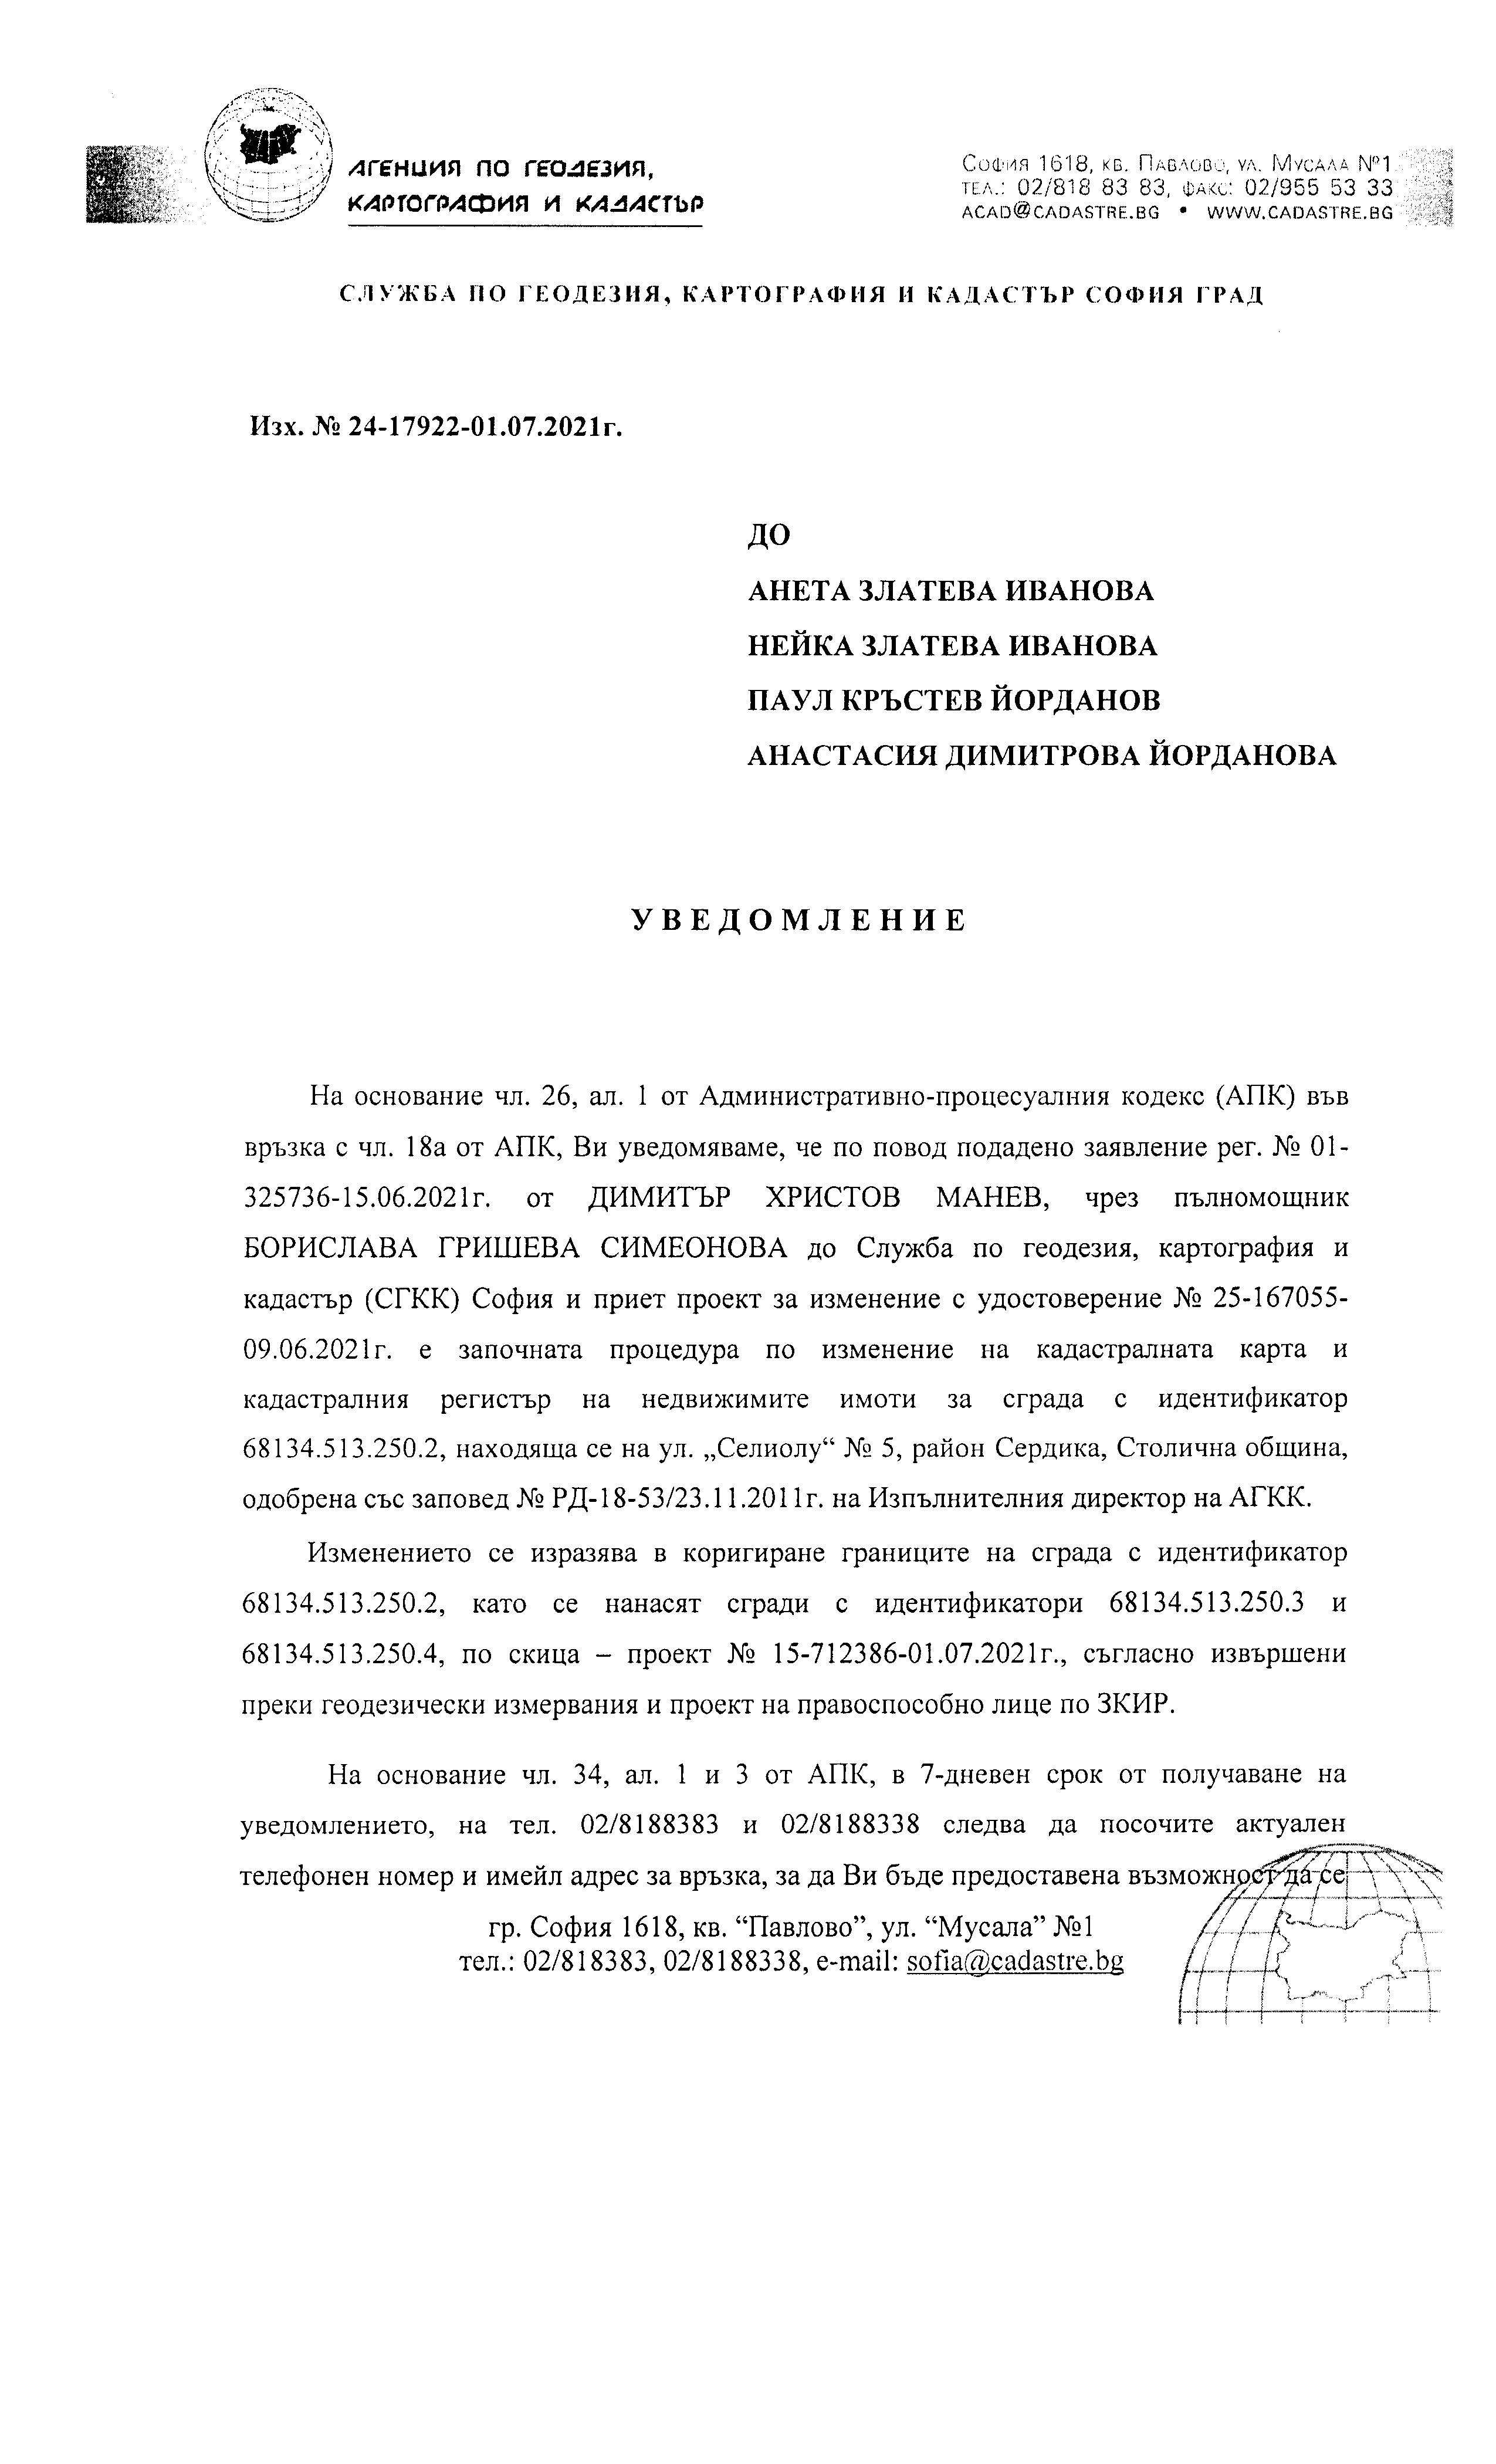 АГЕНЦИЯ ПО ГЕОДЕЗИЯ,
КАРТОГРАФИЯ И КАДАСТЪР
София 1618, кв. Павлово, ул. Мусала №1
тел.: 02/818 83 83, факс: 02/955 53 33
ACAD@CADASTRE.BG • WWW.CADASTRE.BG
СЛУЖБА ПО ГЕОДЕЗИЯ, КАРТОГРАФИЯ И КАДАСТЪР СОФИЯ ГРАД
Изх. № 24-17922-01.07.2021г.
ДО
АНЕТА ЗЛАТЕВА ИВАНОВА
НЕЙКА ЗЛАТЕВА ИВАНОВА
ПАУЛ КРЪСТЕВ ЙОРДАНОВ
АНАСТАСИЯ ДИМИТРОВА ЙОРДАНОВА
УВЕДОМЛЕНИЕ
На основание чл. 26, ал. 1 от Административно-процесуалния кодекс (АПК) във
връзка с чл. 18а от АПК, Ви уведомяваме, че по повод подадено заявление рег. № 01-
325736-15.06.2021г. от ДИМИТЪР ХРИСТОВ МАНЕВ, чрез пълномощник
БОРИСЛАВА ГРИШЕВА СИМЕОНОВА до Служба по геодезия, картография и
кадастър (СГКК) София и приет проект за изменение с удостоверение № 25-167055-
09.06.2021г. е започната процедура по изменение на кадастралната карта и
кадастралния регистър на недвижимите имоти за сграда с идентификатор
68134.513.250.2, находяща се на ул. „Селиолу“ № 5, район Сердика, Столична община,
одобрена със заповед № РД-18-53/23.11.2011г. на Изпълнителния директор на АГКК.
Изменението се изразява в коригиране границите на сграда с идентификатор
68134.513.250.2, като се нанасят сгради с идентификатори 68134.513.250.3 и
68134.513.250.4, по скица – проект № 15-712386-01.07.2021г., съгласно извършени
преки геодезически измервания и проект на правоспособно лице по ЗКИР.
На основание чл. 34, ал. 1 и 3 от АПК, в 7-дневен срок от получаване на
уведомлението, на тел. 02/8188383 и 02/8188338 следва да посочите актуален
телефонен номер и имейл адрес за връзка, за да Ви бъде предоставена възможност да се
гр. София 1618, кв. “Павлово”, ул. “Мусала” №1
тел.: 02/818383, 02/8188338, e-mail: sofia@cadastre.bg